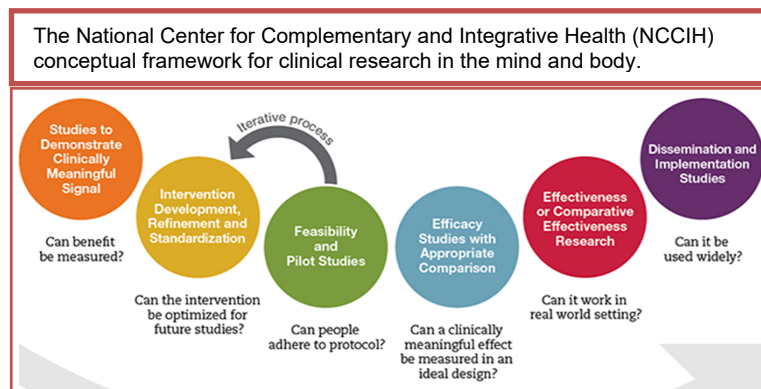 The National Center for Complementary and Integrative Health (NCCIH)
conceptual framework for clinical research in the mind and body.
Studies to
Demonstrate
Clinically
Meaningful
Signal
Can benefit
be measured?
Intervention
Development,
Refinement and
Standardization
Can the intervention
be optimized for
future studies?
Iterative process
Feasibility
and
Pilot Studies
Can people
adhere to protocol?
Efficacy
Studies with
Appropriate
Comparison
Can a clinically
meaningful effect
be measured in an
ideal design?
Effectiveness
or Comparative
Effectiveness
Research
Can it work in
real world setting?
Dissemination and
Implementation
Studies
Can it be
used widely?